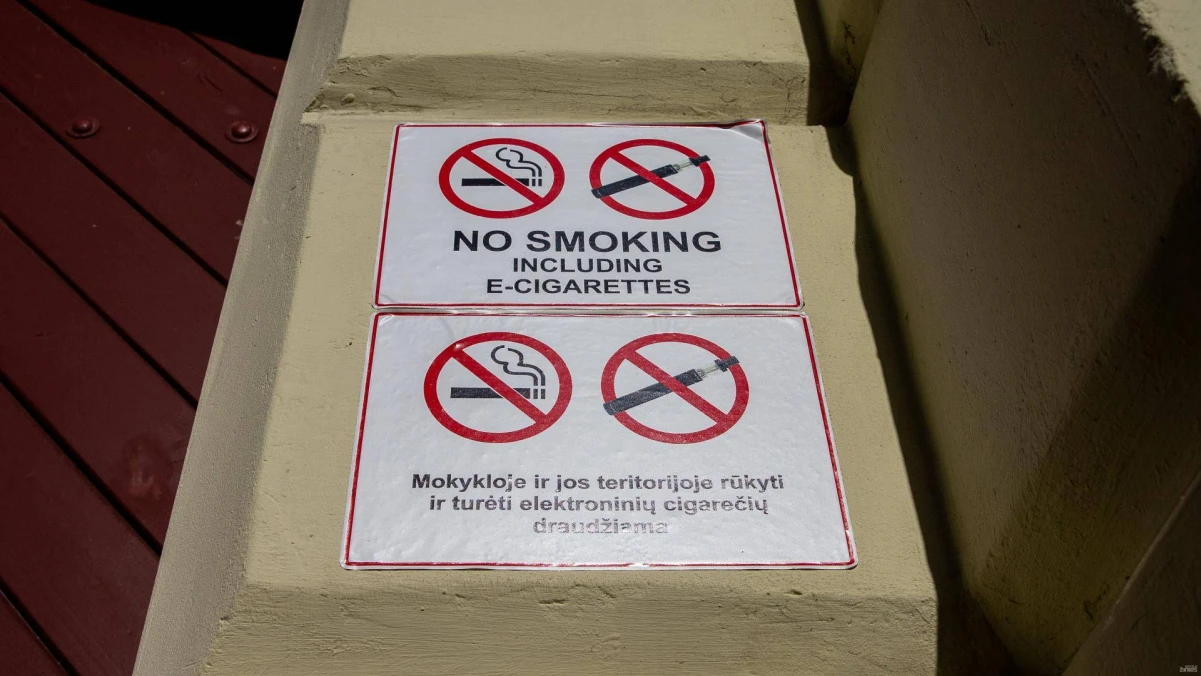 NO SMOKING
INCLUDING
E-CIGARETTES
Mokykloje ir jos teritorijoje rūkyti
ir turėti elektroninių cigarečių
draudžiama